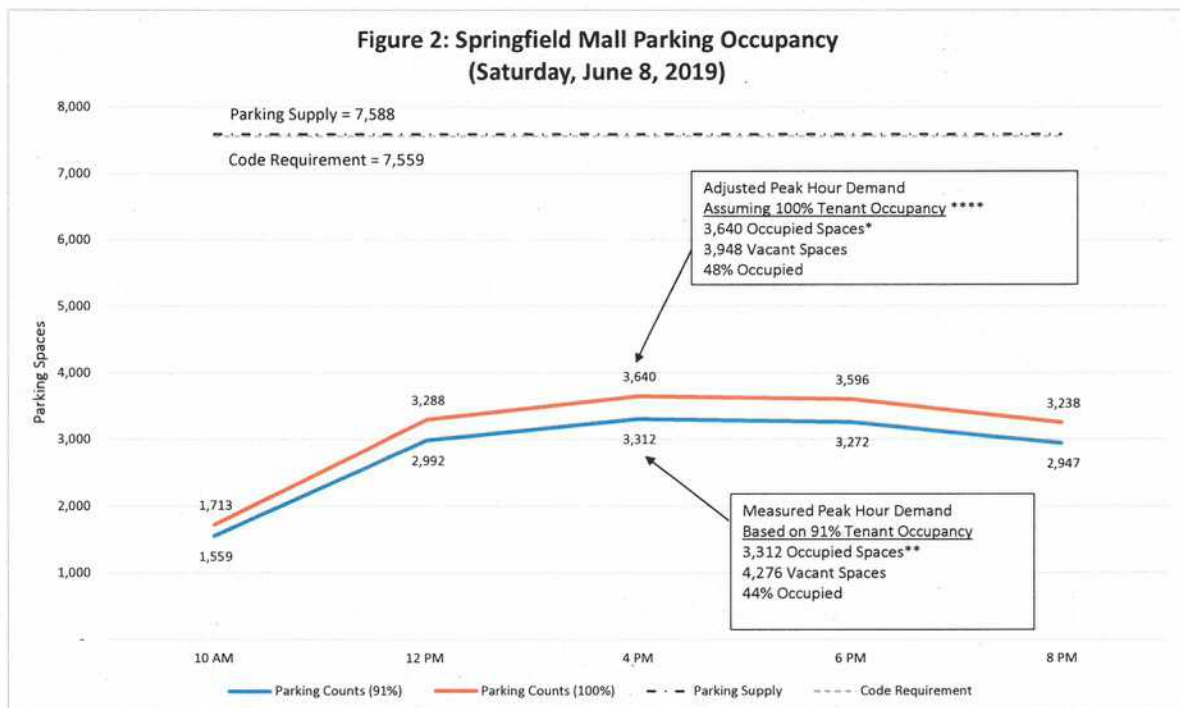 Figure 2: Springfield Mall Parking Occupancy
(Saturday, June 8, 2019)
8,000
7,000
6,000
5,000
4,000
3,000
2,000
1,000
-
Parking Spaces
Parking Supply = 7,588
Code Requirement = 7,559
Adjusted Peak Hour Demand
Assuming 100% Tenant Occupancy ****
3,640 Occupied Spaces*
3,948 Vacant Spaces
48% Occupied
1,713
3,288
3,640
3,596
3,238
1,559
2,992
3,312
3,272
2,947
Measured Peak Hour Demand
Based on 91% Tenant Occupancy
3,312 Occupied Spaces**
4,276 Vacant Spaces
44% Occupied
10 AM
12 PM
4 PM
6 PM
8 PM
Parking Counts (91%)
Parking Counts (100%)
Parking Supply
Code Requirement